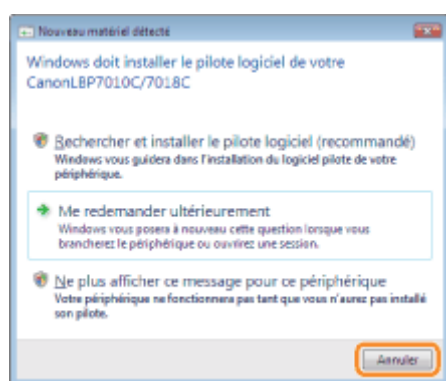 Nouveau matériel détecté
Windows doit installer le pilote logiciel de votre
CanonLBP7010C/7018C
Rechercher et installer le pilote logiciel (recommandé)
Windows vous guidera dans l'installation du logiciel pilote de votre
périphérique.
Me redemander ultérieurement
Windows vous posera à nouveau cette question lorsque vous
brancherez le périphérique ou ouvrirez une session.
Ne plus afficher ce message pour ce périphérique
Votre périphérique ne fonctionnera pas tant que vous n'aurez pas installé
son pilote.
Annuler